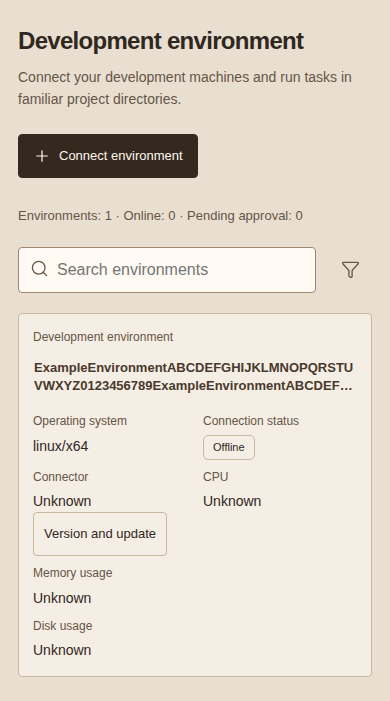 Development environment
Connect your development machines and run tasks in
familiar project directories.
Connect environment
Environments: 1 · Online: 0 · Pending approval: 0
Search environments
Development environment
ExampleEnvironmentABCDEFGHIJKLMNOPQRSTU
VWXYZ0123456789ExampleEnvironmentABCDEF…
Operating system
linux/x64
Connection status
Offline
Connector
Unknown
Version and update
CPU
Unknown
Memory usage
Unknown
Disk usage
Unknown